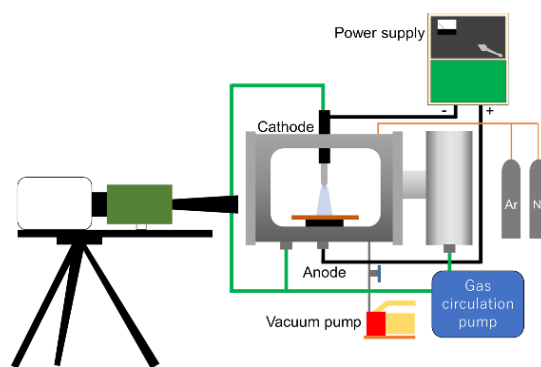 Power supply
- +
Cathode
Ar N
Anode
Gas
circulation
pump
Vacuum pump